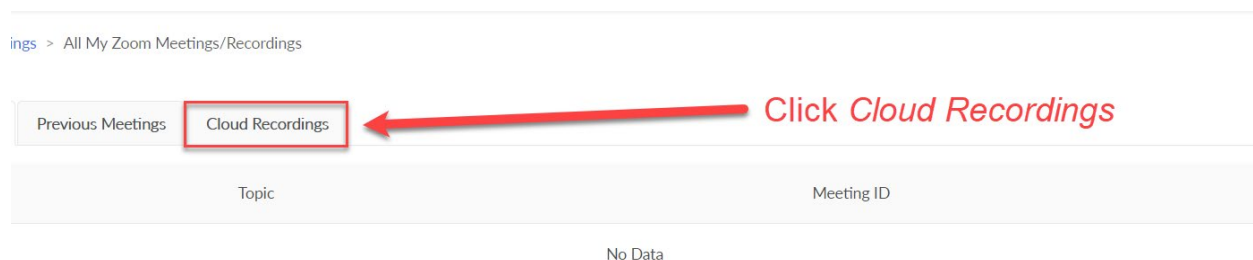 ings > All My Zoom Meetings/Recordings
Previous Meetings Cloud Recordings
Click Cloud Recordings
Topic Meeting ID
No Data